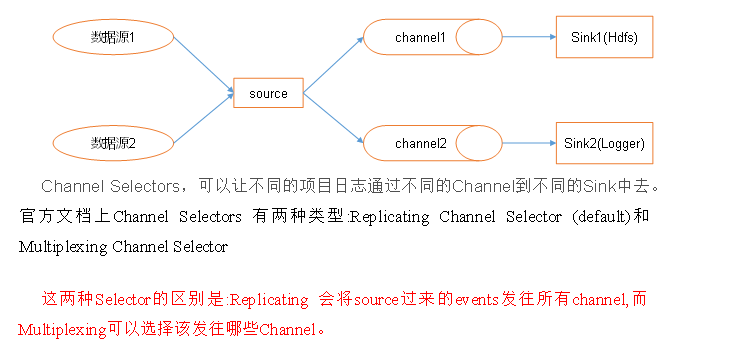 数据源1
channel1
Sink1(Hdfs)
source
数据源2
channel2
Sink2(Logger)
Channel Selectors，可以让不同的项目日志通过不同的Channel到不同的Sink中去。
官方文档上Channel Selectors 有两种类型:Replicating Channel Selector (default)和
Multiplexing Channel Selector
这两种Selector的区别是:Replicating 会将source过来的events发往所有channel,而
Multiplexing可以选择该发往哪些Channel。